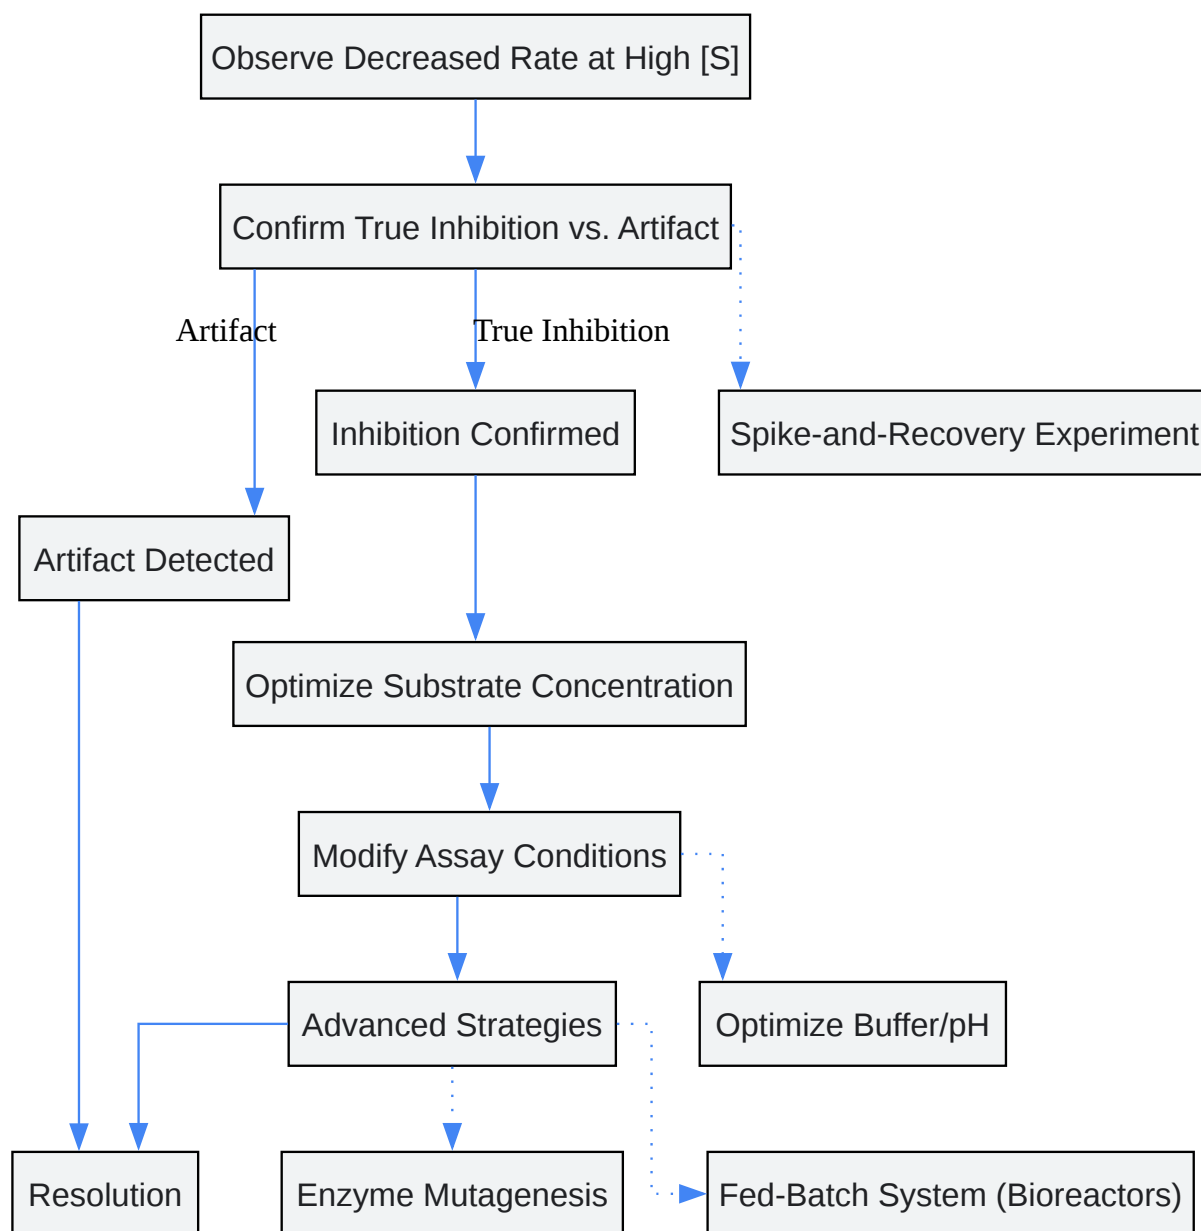 Observe Decreased Rate at High [S]
Confirm True Inhibition vs. Artifact
Artifact
True Inhibition
Inhibition Confirmed
Spike-and-Recovery Experiment
Artifact Detected
Optimize Substrate Concentration
Modify Assay Conditions
Advanced Strategies
Optimize Buffer/pH
Resolution
Enzyme Mutagenesis
Fed-Batch System (Bioreactors)